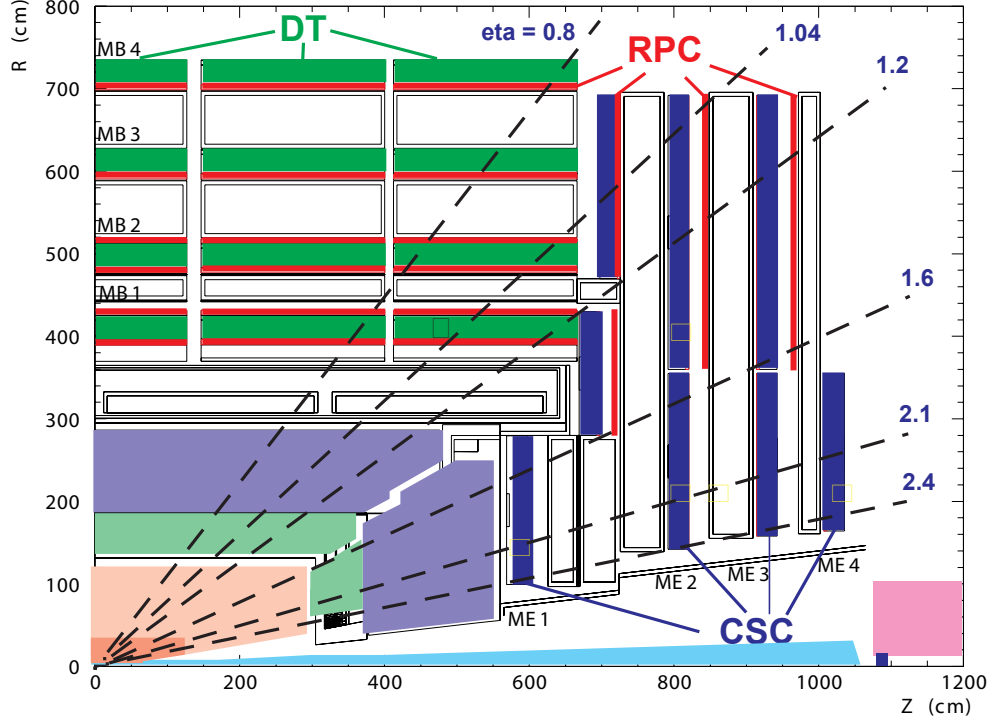 R (cm)
800
700
600
500
400
300
200
100
0
MB 4
DT
eta = 0.8
RPC
1.04
1.2
MB 3
MB 2
MB 1
1.6
2.1
2.4
ME 1
ME 2
ME 3
ME 4
CSC
0
200
400
600
800
1000
1200
Z (cm)